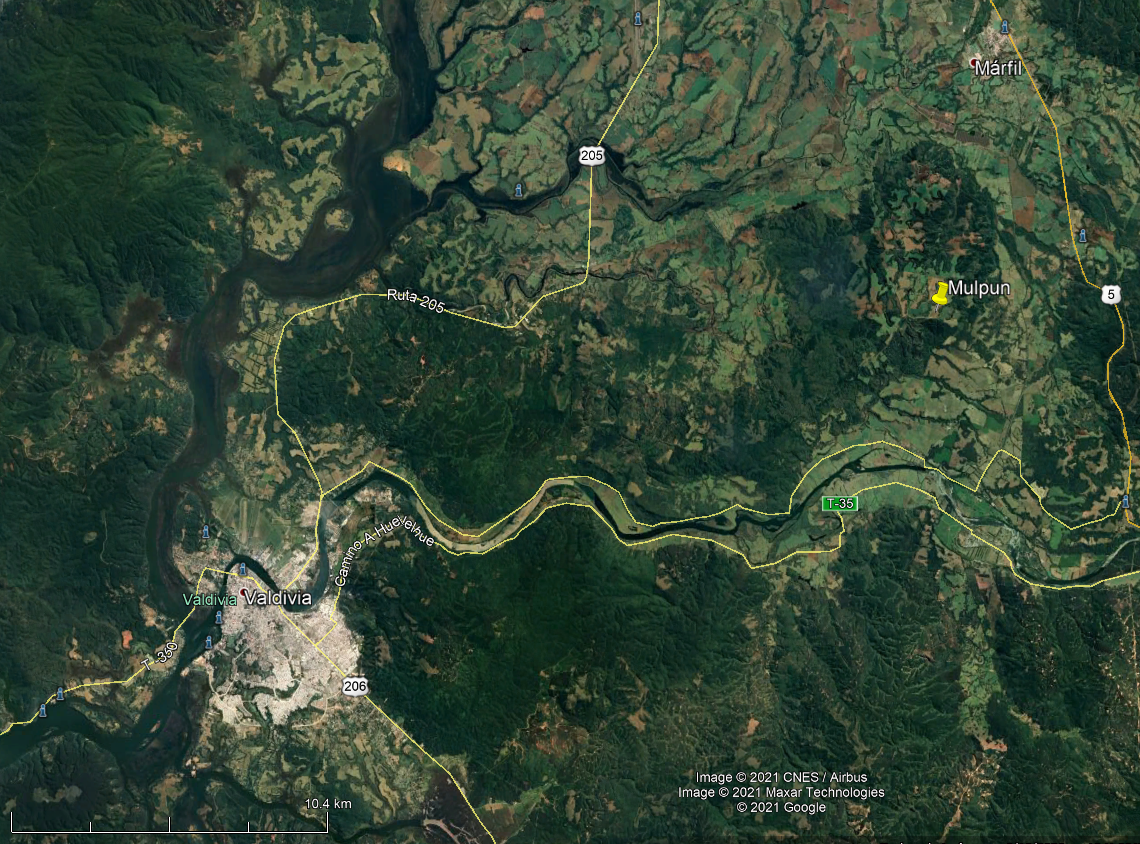 Márfil
205
Mulpun
5
Ruta 205
T-35
Camino A Huevelhue
Valdivia
Valdivia
T -350
206
Image © 2021 CNES / Airbus
Image © 2021 Maxar Technologies
© 2021 Google
10.4 km